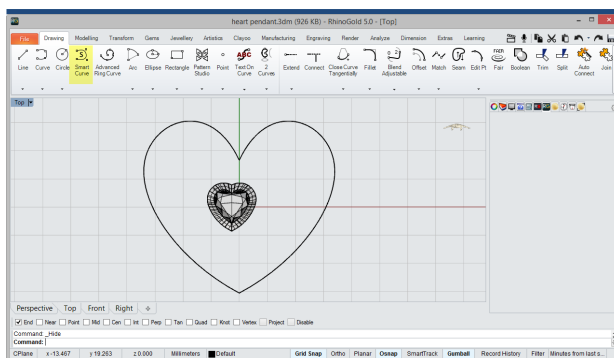 heart pendant.3dm (926 KB) - RhinoGold 5.0 - [Top]
File Drawing Modelling Transform Gems Jewellery Artistics Clayoo Manufacturing Engraving Render Analyze Dimension Extras Learning
Line Curve Circle Smart Curve Advanced Ring Curve Arc Ellipse Rectangle Pattern Studio Point Text On Curve 2 Curves Extend Connect Close Curve Tangentially Fillet Blend Adjustable Offset Match Seam Edit Pt Fair Boolean Trim Split Auto Connect Join
Top
Perspective Top Front Right
End Near Point Mid Cen Int Perp Tan Quad Knot Vertex Project Disable
Command: _Hide
Command:
CPlane x -13.467 y 19.263 z 0.000 Millimeters Default Grid Snap Ortho Planar Osnap SmartTrack Gumball Record History Filter Minutes from last s...